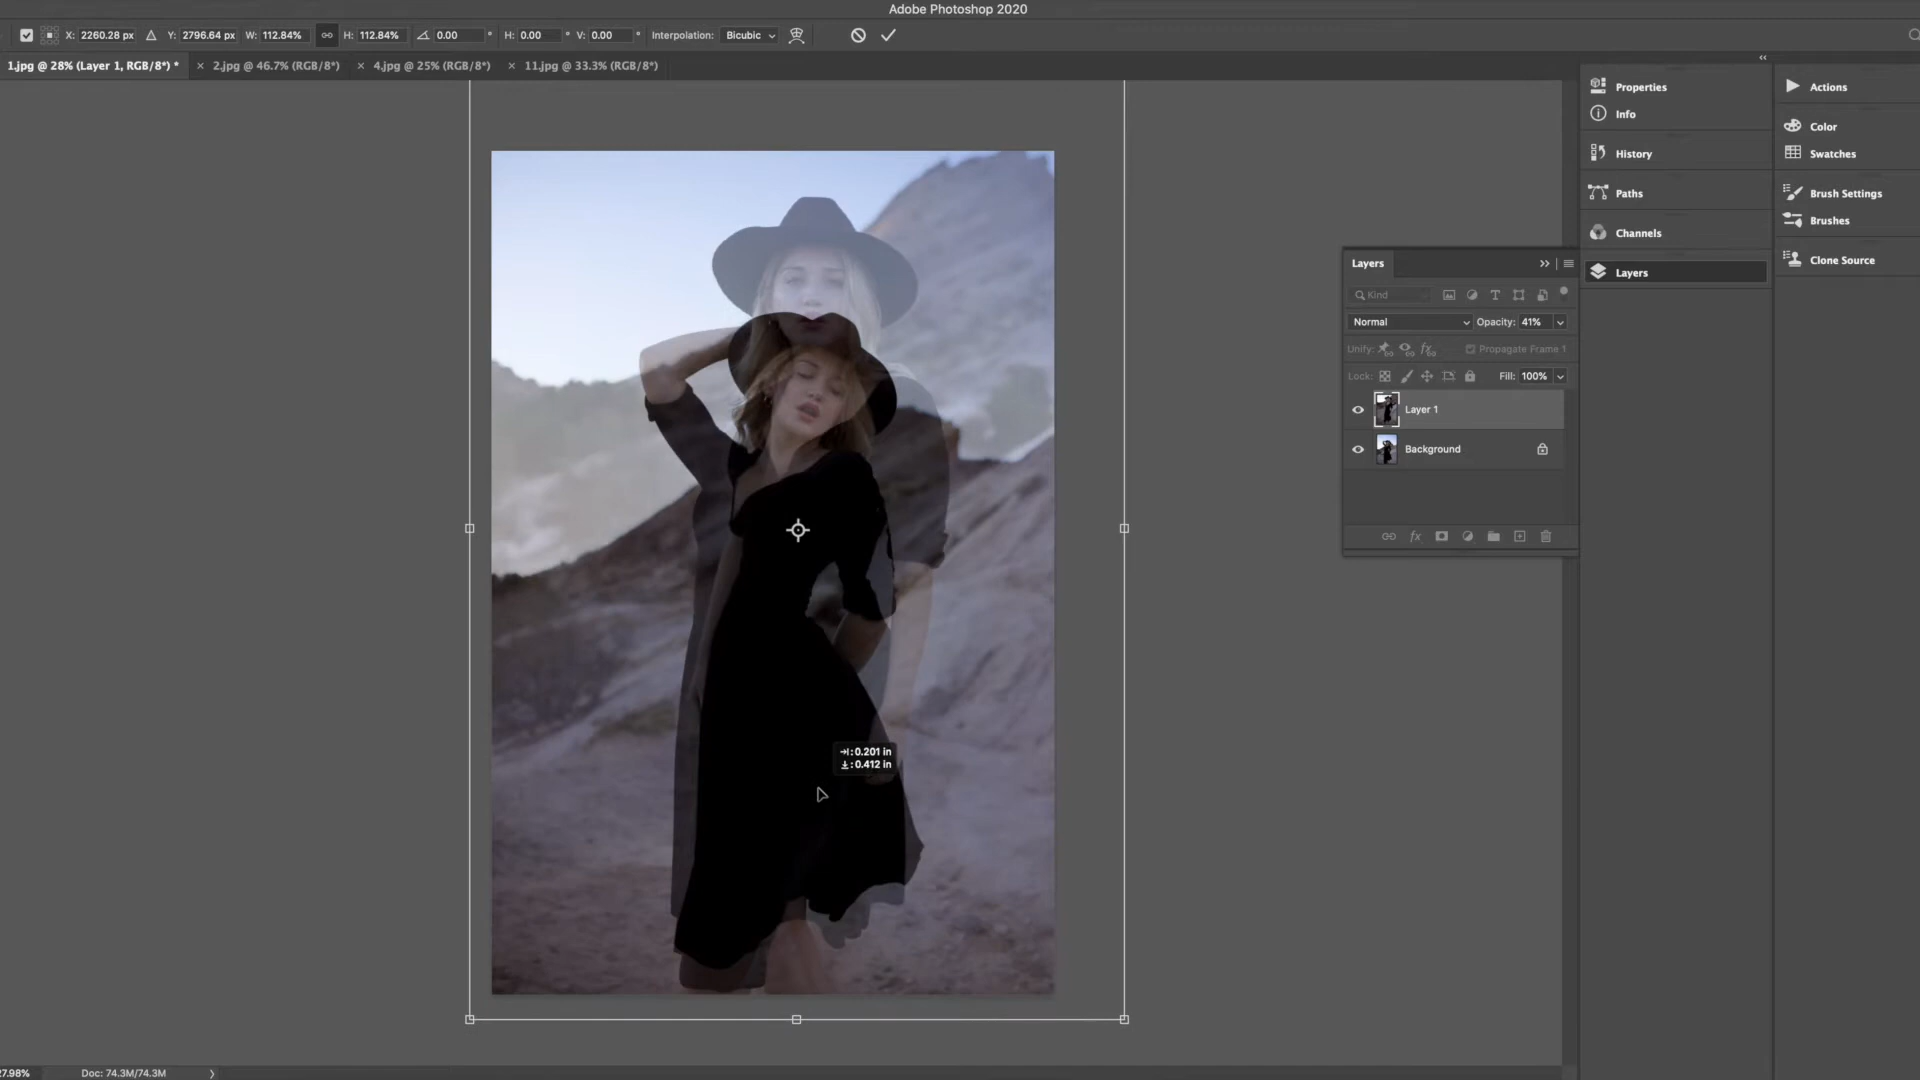 Adobe Photoshop 2020
X: 2260.28 px Y: 2796.64 px W: 112.84% H: 112.84% 0.00 ° H: 0.00 ° V: 0.00 ° Interpolation: Bicubic
1.jpg @ 28% (Layer 1, RGB/8*) * × 2.jpg @ 46.7% (RGB/8*) × 4.jpg @ 25% (RGB/8*) × 11.jpg @ 33.3% (RGB/8*)
Properties
Info
History
Paths
Channels
Layers
Actions
Color
Swatches
Brush Settings
Brushes
Clone Source
Layers
Kind
Normal Opacity: 41%
Unify: Propagate Frame 1
Lock: Fill: 100%
Layer 1
Background
fx
: 0.201 in
: 0.412 in
7.98% Doc: 74.3M/74.3M